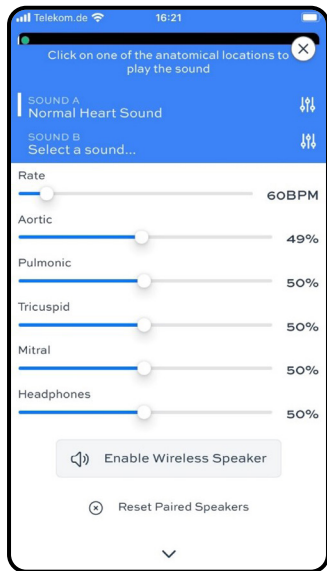 Telekom.de 16:21
Click on one of the anatomical locations to
play the sound
SOUND A
Normal Heart Sound
SOUND B
Select a sound...
Rate
60BPM
Aortic
49%
Pulmonic
50%
Tricuspid
50%
Mitral
50%
Headphones
50%
Enable Wireless Speaker
Reset Paired Speakers